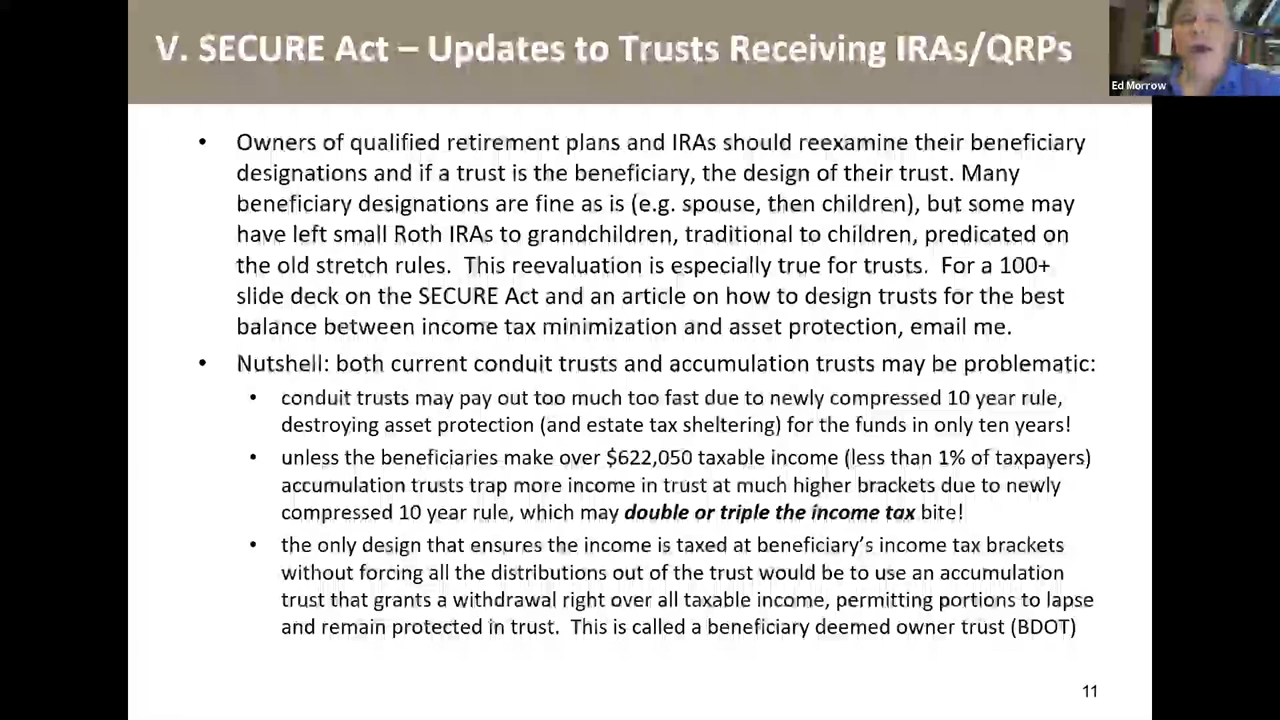 V. SECURE Act – Updates to Trusts Receiving IRAs/QRPs
Ed Morrow
• Owners of qualified retirement plans and IRAs should reexamine their beneficiary
designations and if a trust is the beneficiary, the design of their trust. Many
beneficiary designations are fine as is (e.g. spouse, then children), but some may
have left small Roth IRAs to grandchildren, traditional to children, predicated on
the old stretch rules. This reevaluation is especially true for trusts. For a 100+
slide deck on the SECURE Act and an article on how to design trusts for the best
balance between income tax minimization and asset protection, email me.
• Nutshell: both current conduit trusts and accumulation trusts may be problematic:
• conduit trusts may pay out too much too fast due to newly compressed 10 year rule,
destroying asset protection (and estate tax sheltering) for the funds in only ten years!
• unless the beneficiaries make over $622,050 taxable income (less than 1% of taxpayers)
accumulation trusts trap more income in trust at much higher brackets due to newly
compressed 10 year rule, which may double or triple the income tax bite!
• the only design that ensures the income is taxed at beneficiary’s income tax brackets
without forcing all the distributions out of the trust would be to use an accumulation
trust that grants a withdrawal right over all taxable income, permitting portions to lapse
and remain protected in trust. This is called a beneficiary deemed owner trust (BDOT)
11